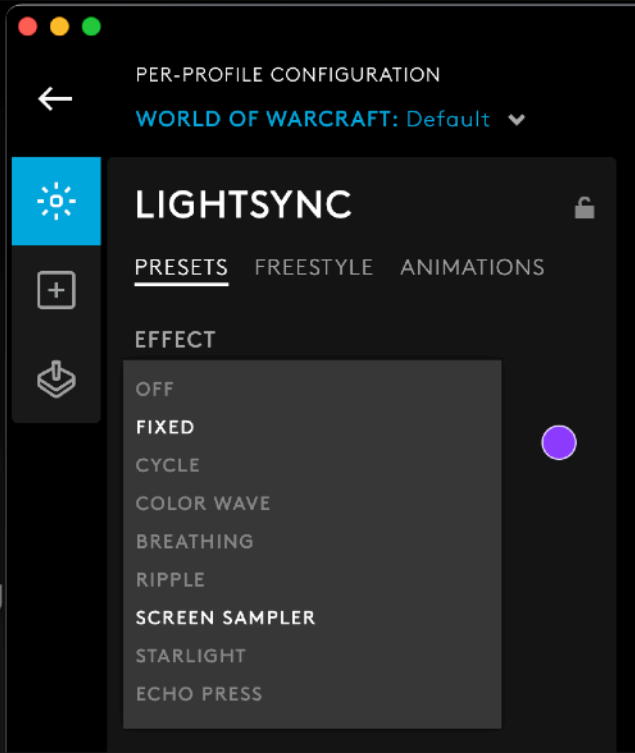 PER-PROFILE CONFIGURATION
WORLD OF WARCRAFT: Default
LIGHTSYNC
PRESETS FREESTYLE ANIMATIONS
EFFECT
OFF
FIXED
CYCLE
COLOR WAVE
BREATHING
RIPPLE
SCREEN SAMPLER
STARLIGHT
ECHO PRESS